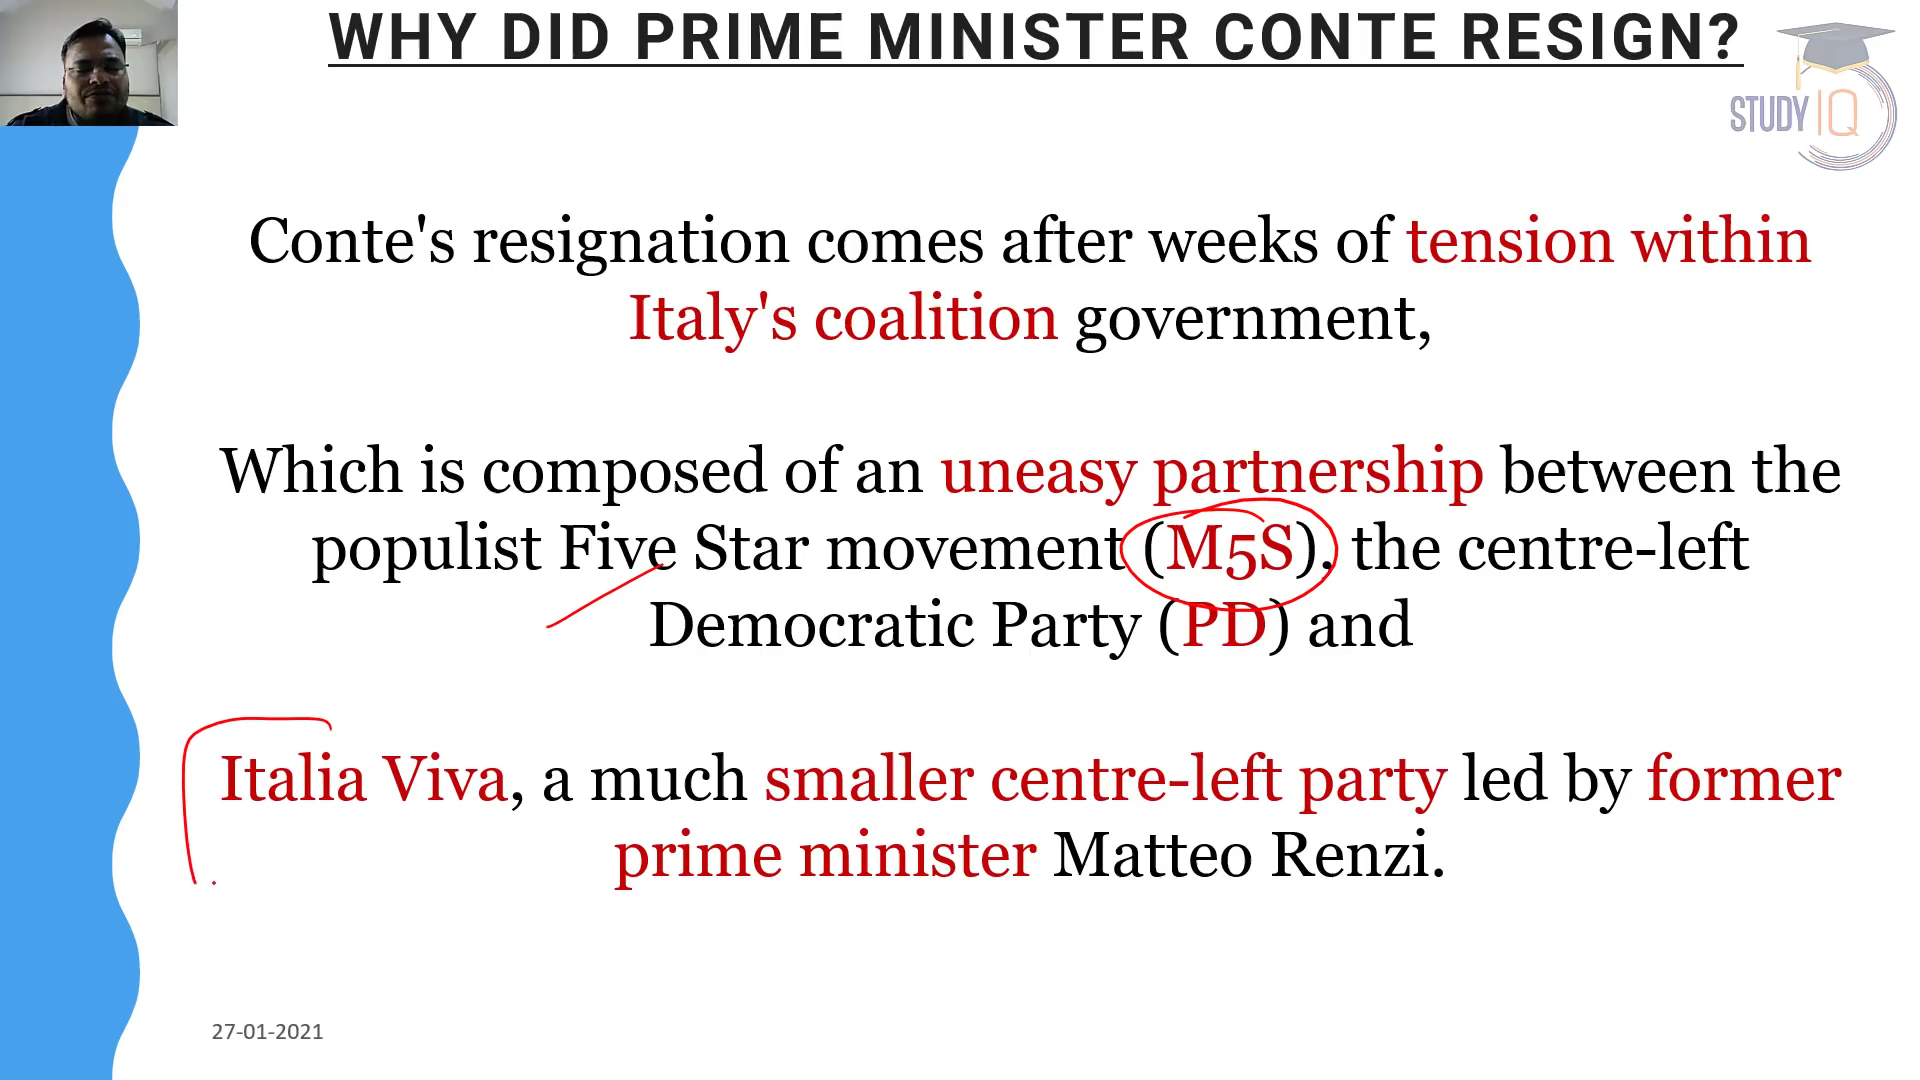 WHY DID PRIME MINISTER CONTE RESIGN?
STUDY IQ
Conte's resignation comes after weeks of tension within
Italy's coalition government,
Which is composed of an uneasy partnership between the
populist Five Star movement (M5S), the centre-left
Democratic Party (PD) and
Italia Viva, a much smaller centre-left party led by former
prime minister Matteo Renzi.
27-01-2021